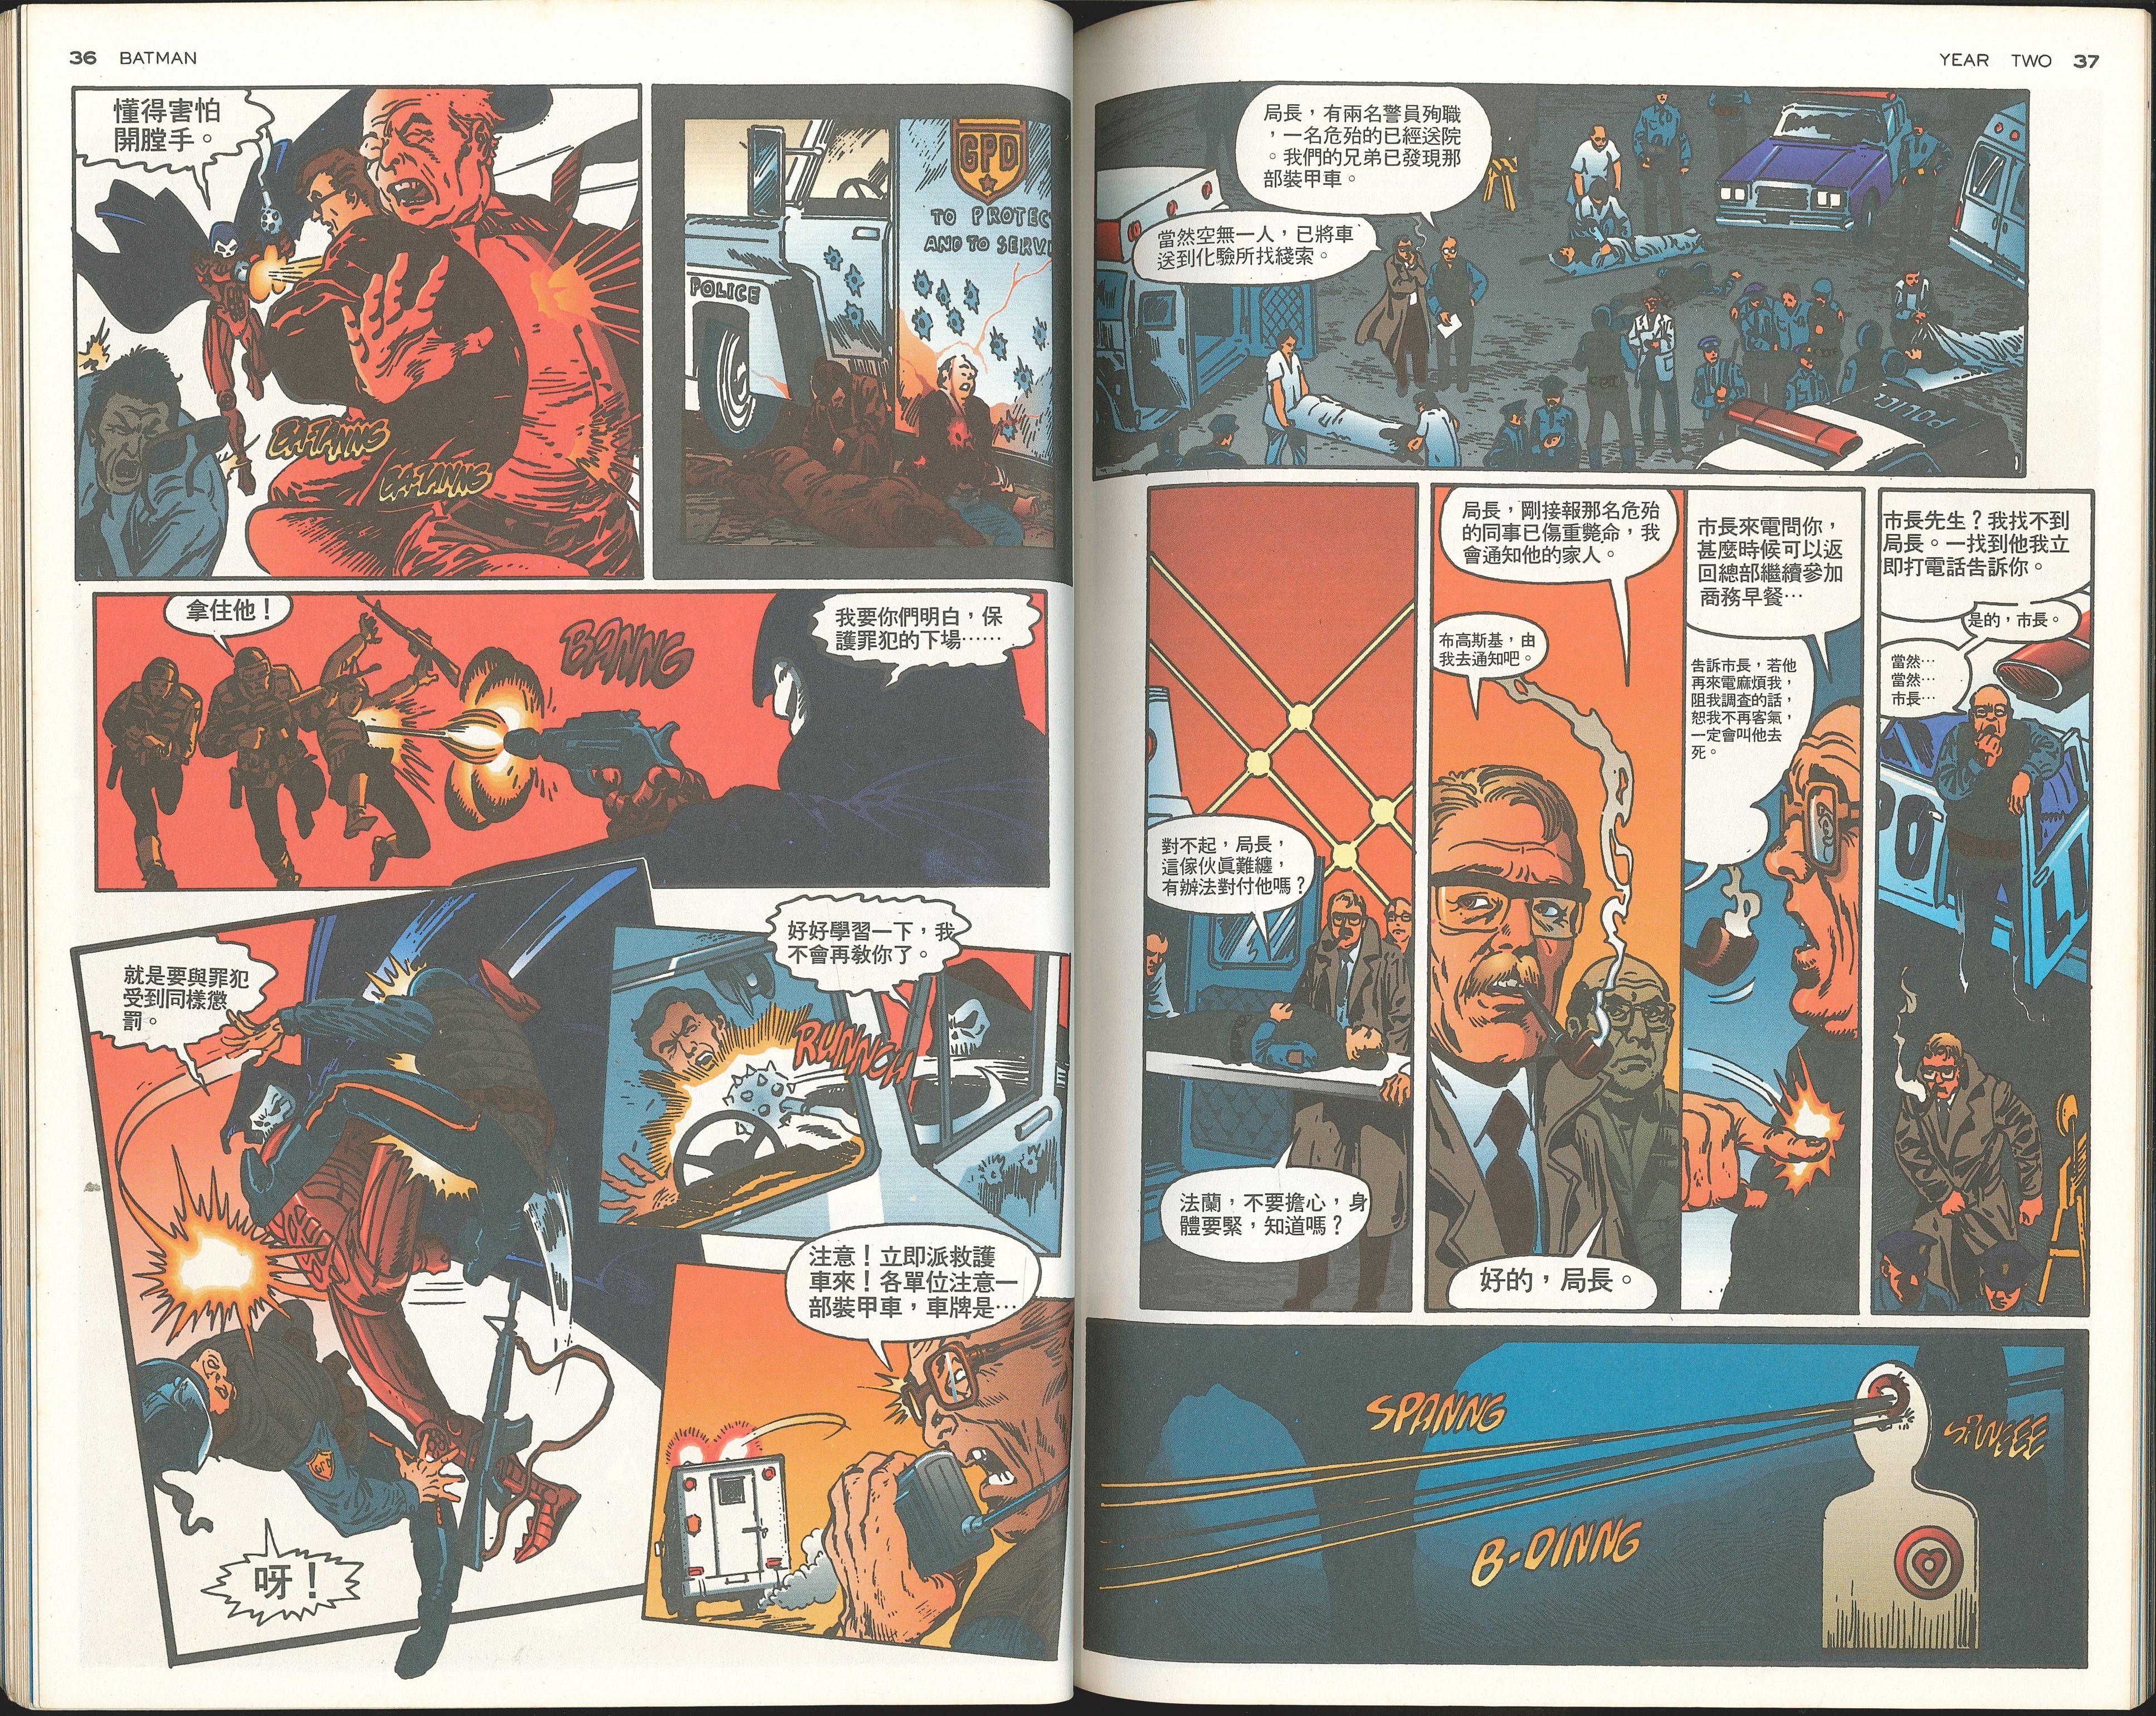 36 BATMAN
懂得害怕
開膛手。
BA-TANNG
BA-TANNG
GPD
TO PROTEC
AND TO SERV
POLICE
拿住他！
BANNG
我要你們明白，保
護罪犯的下場……
就是要與罪犯
受到同樣懲
罰。
GPD
呀！
好好學習一下，我
不會再教你了。
RUNNCH
注意！立即派救護
車來！各單位注意一
部裝甲車，車牌是…
YEAR TWO 37
局長，有兩名警員殉職
，一名危殆的已經送院
。我們的兄弟已發現那
部裝甲車。
當然空無一人，已將車
送到化驗所找綫索。
POLICE
對不起，局長，
這傢伙眞難纏，
有辦法對付他嗎？
法蘭，不要擔心，身
體要緊，知道嗎？
局長，剛接報那名危殆
的同事已傷重斃命，我
會通知他的家人。
布高斯基，由
我去通知吧。
好的，局長。
市長來電問你，
甚麼時候可以返
回總部繼續參加
商務早餐…
告訴市長，若他
再來電麻煩我，
阻我調査的話，
恕我不再客氣，
一定會叫他去
死。
市長先生？我找不到
局長。一找到他我立
即打電話告訴你。
是的，市長。
當然…
當然…
市長…
PO
LI
SPANNG
B-DINNG